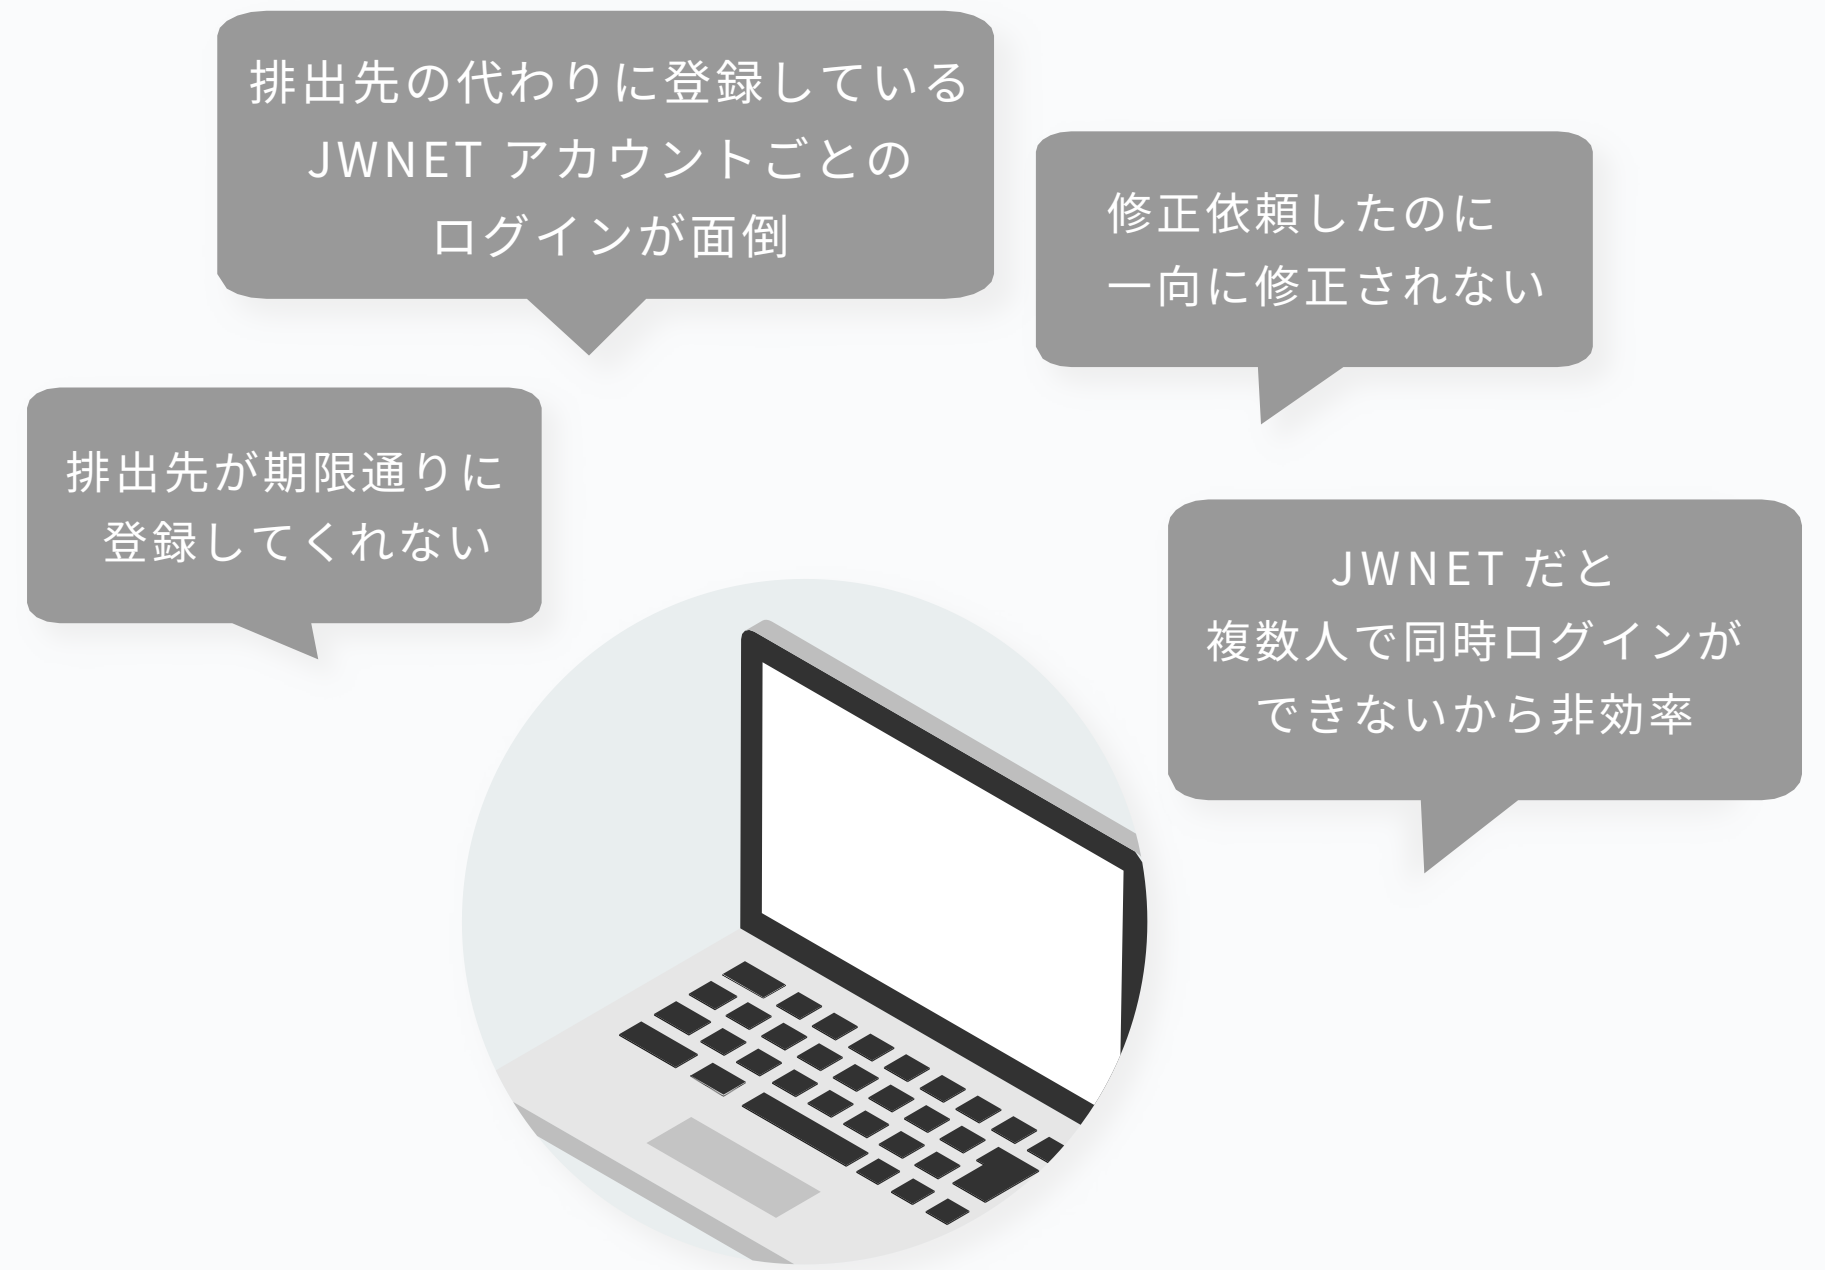 排出先の代わりに登録している
JWNET アカウントごとの
ログインが面倒
修正依頼したのに
一向に修正されない
排出先が期限通りに
登録してくれない
JWNET だと
複数人で同時ログインが
できないから非効率